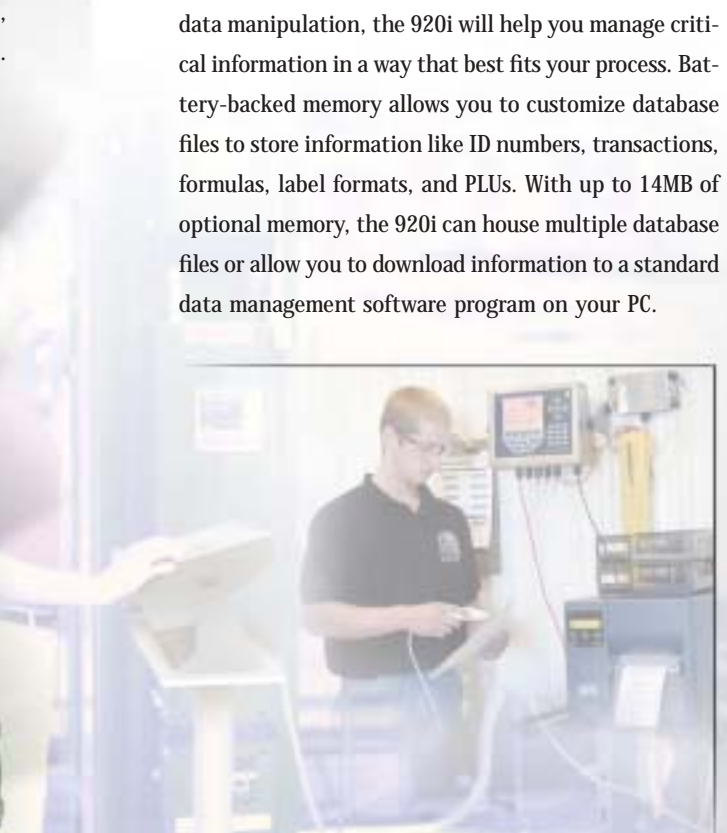 ,
.
data manipulation, the 920i will help you manage criti-
cal information in a way that best fits your process. Bat-
tery-backed memory allows you to customize database
files to store information like ID numbers, transactions,
formulas, label formats, and PLUs. With up to 14MB of
optional memory, the 920i can house multiple database
files or allow you to download information to a standard
data management software program on your PC.